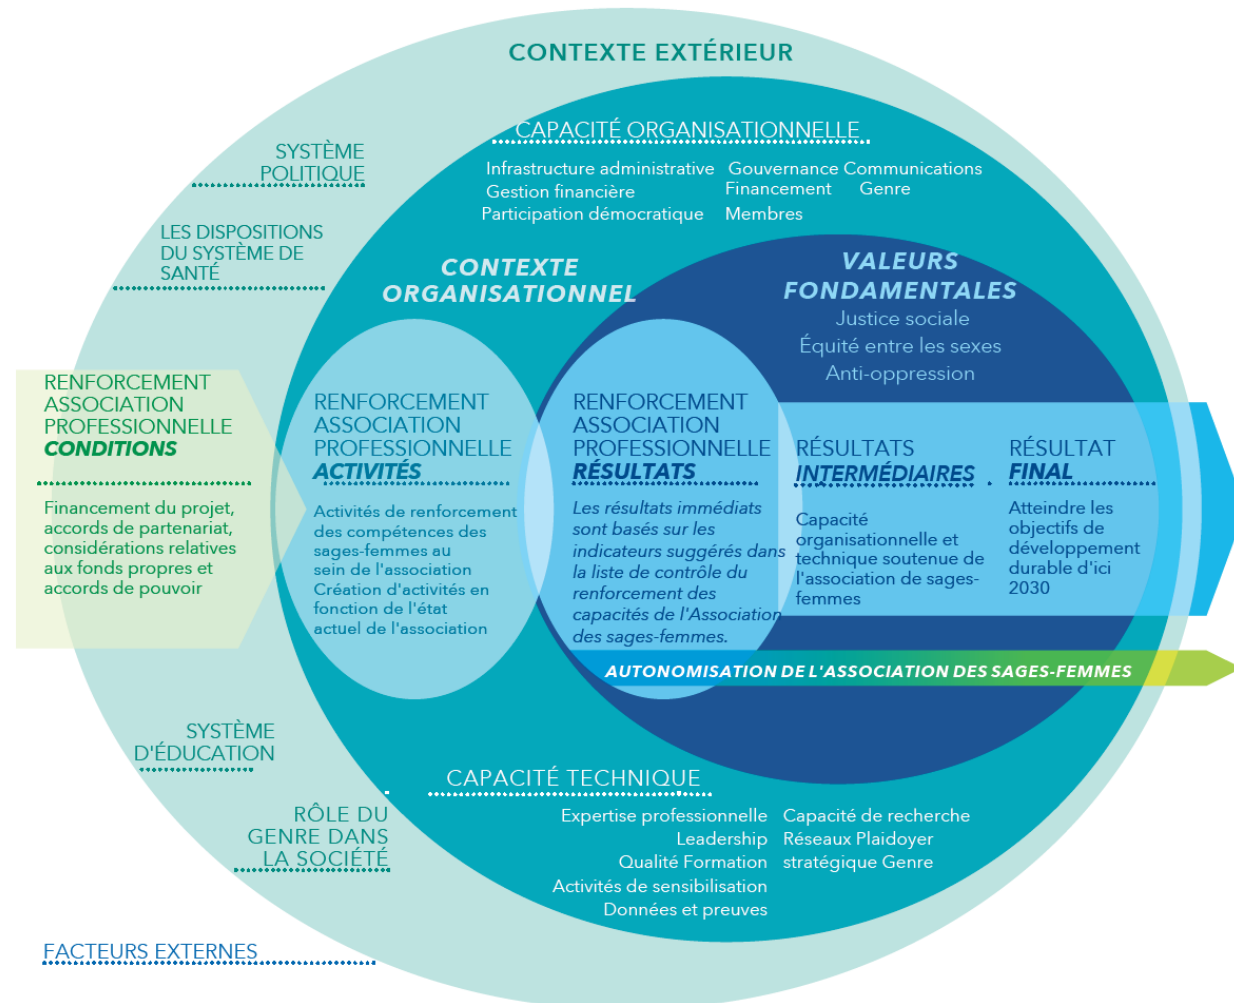 CONTEXTE EXTÉRIEUR
CAPACITÉ ORGANISATIONNELLE
Infrastructure administrative Gouvernance Communications
Gestion financière Financement Genre
Participation démocratique Membres
SYSTÈME
POLITIQUE
LES DISPOSITIONS
DU SYSTÈME DE
SANTÉ
CONTEXTE
ORGANISATIONNEL
VALEURS
FONDAMENTALES
Justice sociale
Équité entre les sexes
Anti-oppression
RENFORCEMENT
ASSOCIATION
PROFESSIONNELLE
CONDITIONS
Financement du projet,
accords de partenariat,
considérations relatives
aux fonds propres et
accords de pouvoir
RENFORCEMENT
ASSOCIATION
PROFESSIONNELLE
ACTIVITÉS
Activités de renforcement
des compétences des
sages-femmes au
sein de l'association
Création d'activités en
fonction de l'état
actuel de l'association
RENFORCEMENT
ASSOCIATION
PROFESSIONNELLE
RÉSULTATS
Les résultats immédiats
sont basés sur les
indicateurs suggérés dans
la liste de contrôle du
renforcement des
capacités de l'Association
des sages-femmes.
RÉSULTATS
INTERMÉDIAIRES
Capacité
organisationnelle et
technique soutenue de
l'association de sages-
femmes
RÉSULTAT
FINAL
Atteindre les
objectifs de
développement
durable d'ici
2030
AUTONOMISATION DE L'ASSOCIATION DES SAGES-FEMMES
SYSTÈME
D'ÉDUCATION
RÔLE DU
GENRE DANS
LA SOCIÉTÉ
CAPACITÉ TECHNIQUE
Expertise professionnelle Capacité de recherche
Leadership Réseaux Plaidoyer
Qualité Formation stratégique Genre
Activités de sensibilisation
Données et preuves
FACTEURS EXTERNES